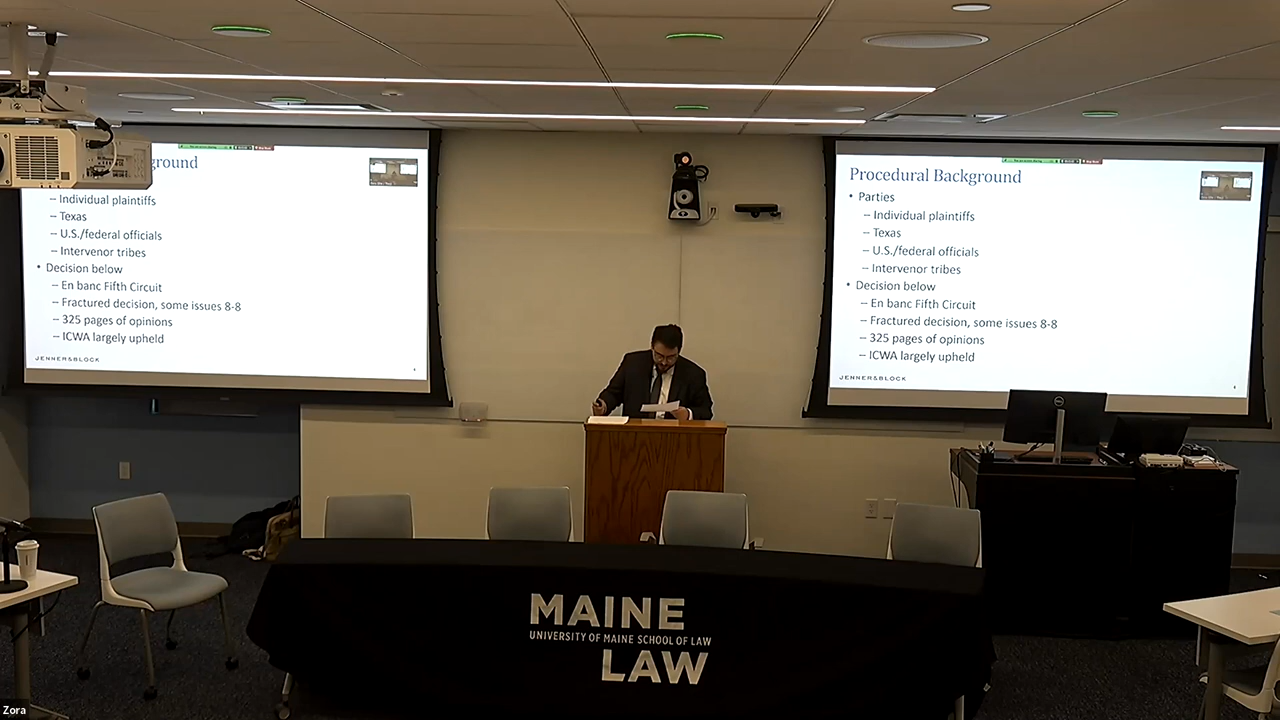 ground
– Individual plaintiffs
– Texas
– U.S./federal officials
– Intervenor tribes
• Decision below
– En banc Fifth Circuit
– Fractured decision, some issues 8-8
– 325 pages of opinions
– ICWA largely upheld
JENNER&BLOCK
Procedural Background
• Parties
– Individual plaintiffs
– Texas
– U.S./federal officials
– Intervenor tribes
• Decision below
– En banc Fifth Circuit
– Fractured decision, some issues 8-8
– 325 pages of opinions
– ICWA largely upheld
JENNER&BLOCK
MAINE
UNIVERSITY OF MAINE SCHOOL OF LAW
LAW
Zora